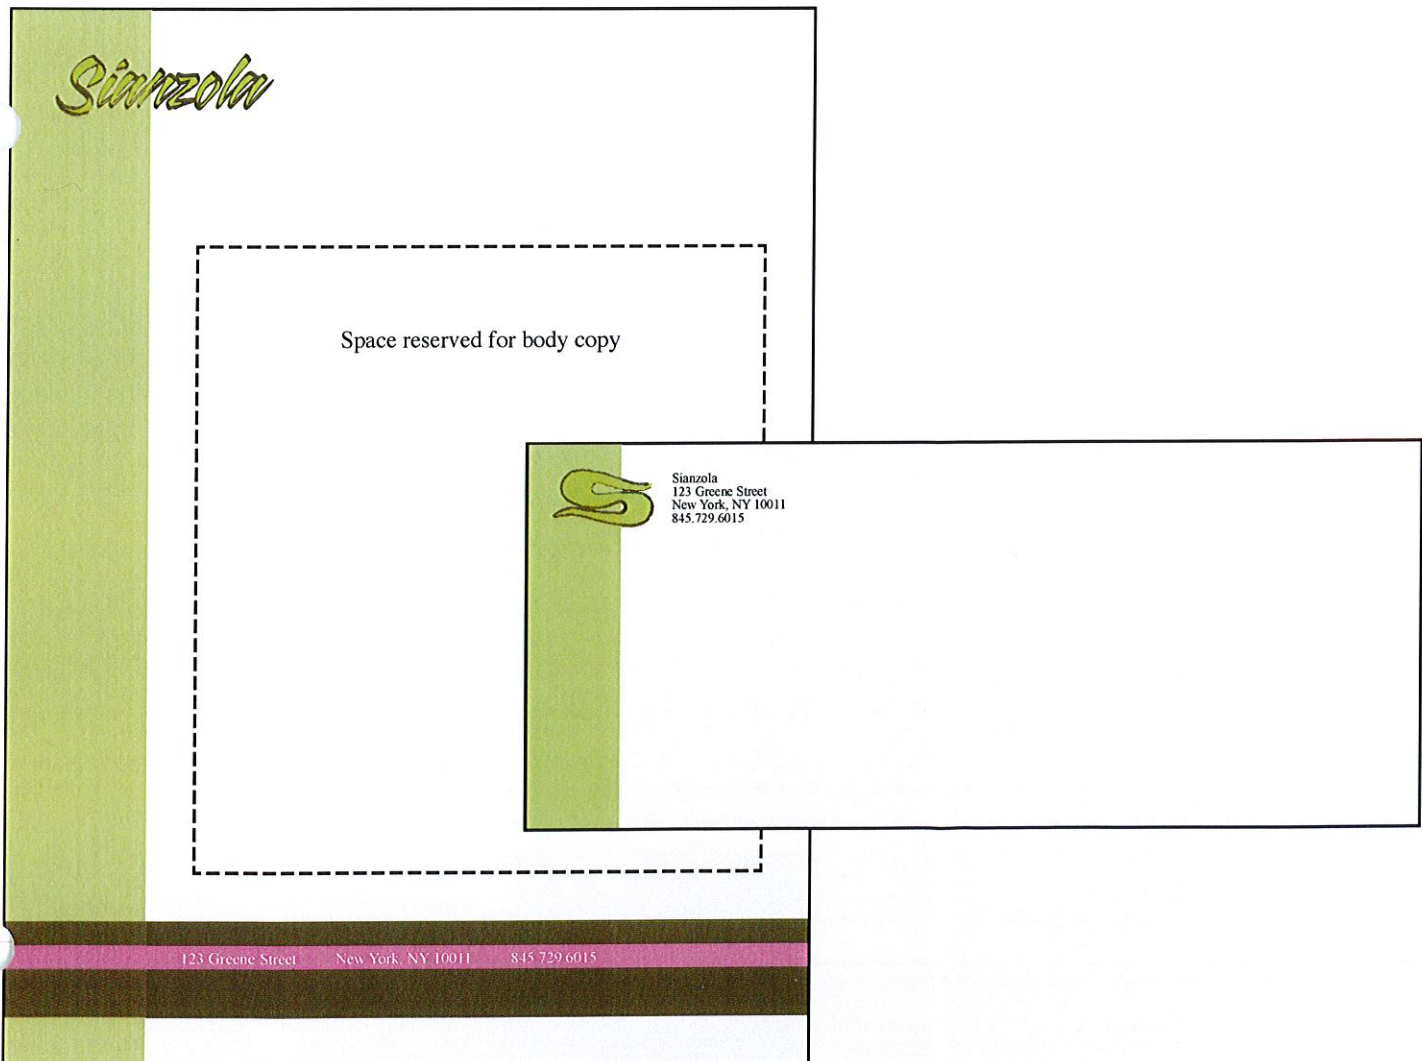 Sianzola
Space reserved for body copy
Sianzola
123 Greene Street
New York, NY 10011
845.729.6015
123 Greene Street New York, NY 10011 845 729 6015